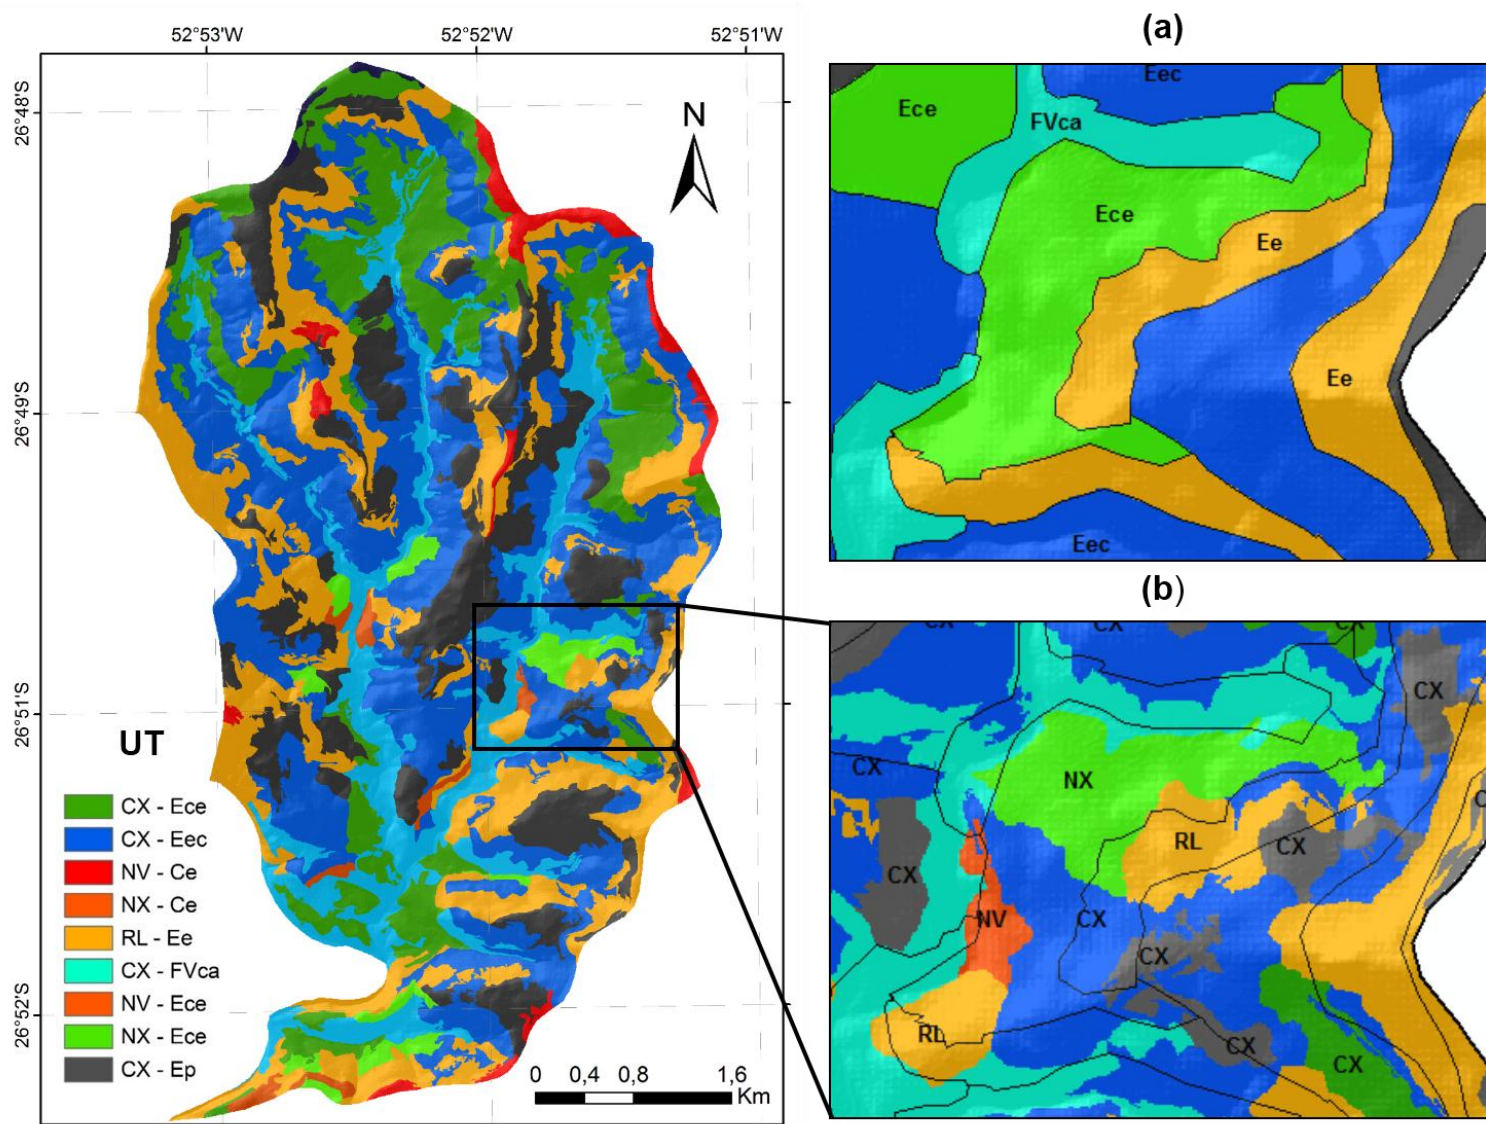 52°53'W
52°52'W
51°51'W
26°48'S
26°49'S
26°51'S
26°52'S
N
UT
CX - Ece
CX - Eec
NV - Ce
NX - Ce
RL - Ee
CX - FVca
NV - Ece
NX - Ece
CX - Ep
0 0,4 0,8 1,6
Km
(a)
Ece
Eec
FVca
Ece
Ee
Ee
Eec
(b)
CX
CX
CX
CX
CX
NX
RL
CX
CX
NV
CX
CX
RL
CX
CX